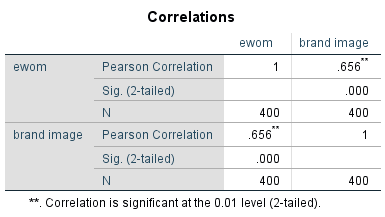 Correlations
ewom brand image
ewom Pearson Correlation 1 .656**
Sig. (2-tailed) .000
N 400 400
brand image Pearson Correlation .656** 1
Sig. (2-tailed) .000
N 400 400
**. Correlation is significant at the 0.01 level (2-tailed).